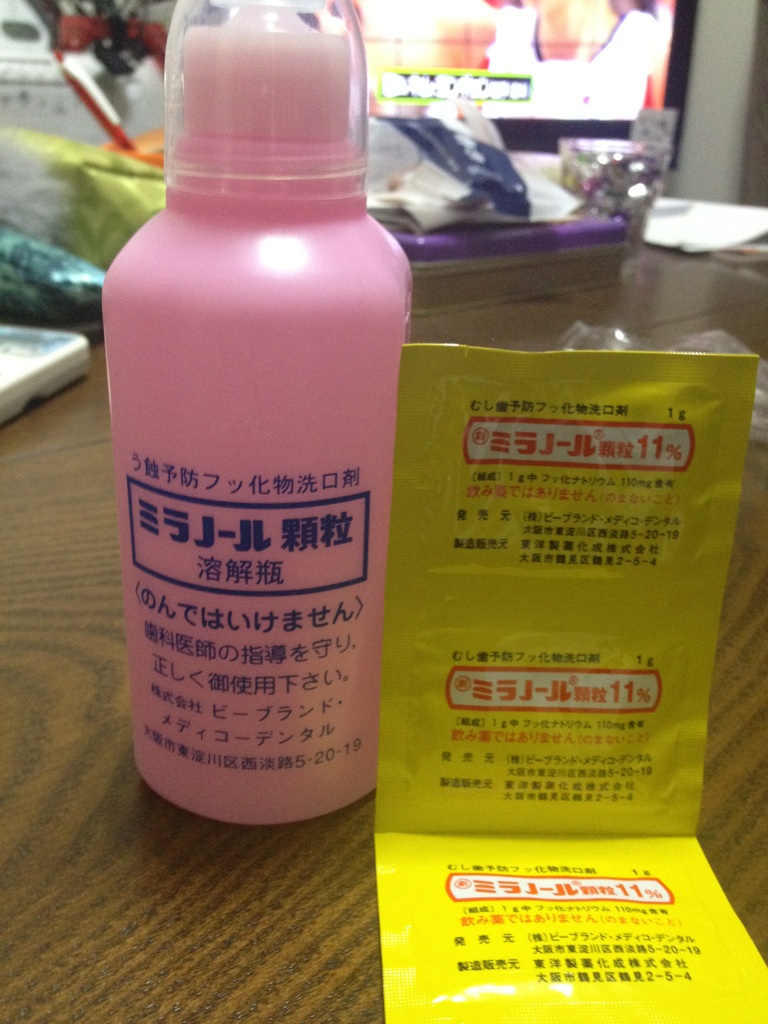 う蝕予防フッ化物洗口剤
ミラノール 顆粒
溶解瓶
〈のんではいけません〉
歯科医師の指導を守り、
正しく御使用下さい。
株式会社 ビーブランド・
メディコーデンタル
大阪市東淀川区西淡路5-20-19
むし歯予防フッ化物洗口剤 1g
劇 ミラノール® 顆粒11%
〔組成〕1g中 フッ化ナトリウム 110mg含有
飲み薬ではありません(のまないこと)
発売元 (株)ビーブランド・メディコ・デンタル
大阪市東淀川区西淡路5-20-19
製造販売元 東洋製薬化成株式会社
大阪市鶴見区鶴見2-5-4
むし歯予防フッ化物洗口剤 1g
劇 ミラノール® 顆粒11%
〔組成〕1g中 フッ化ナトリウム 110mg含有
飲み薬ではありません(のまないこと)
発売元 (株)ビーブランド・メディコ・デンタル
大阪市東淀川区西淡路5-20-19
製造販売元 東洋製薬化成株式会社
大阪市鶴見区鶴見2-5-4
むし歯予防フッ化物洗口剤 1g
劇 ミラノール® 顆粒11%
〔組成〕1g中 フッ化ナトリウム 110mg含有
飲み薬ではありません(のまないこと)
発売元 (株)ビーブランド・メディコ・デンタル
大阪市東淀川区西淡路5-20-19
製造販売元 東洋製薬化成株式会社
大阪市鶴見区鶴見2-5-4